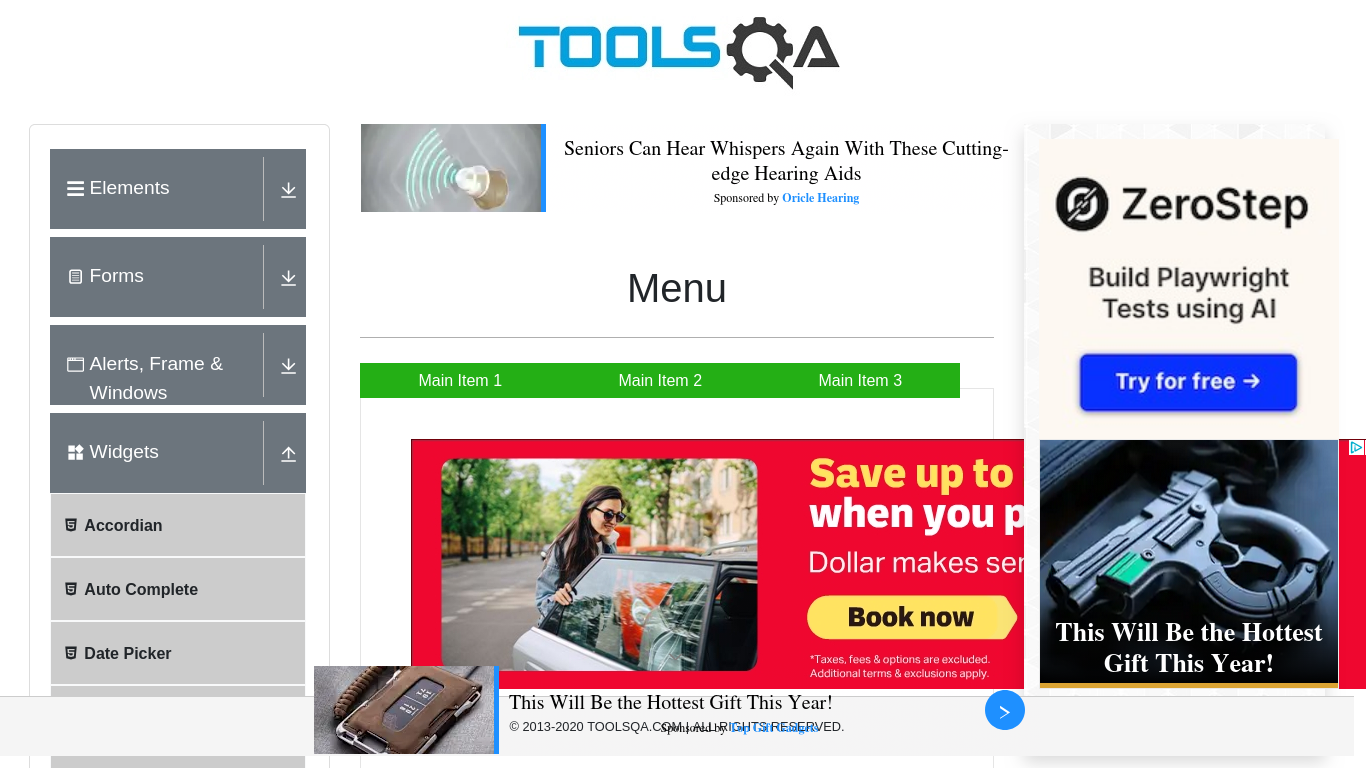 TOOLSQA
Elements
Forms
Alerts, Frame &
Windows
Widgets
Accordian
Auto Complete
Date Picker
Seniors Can Hear Whispers Again With These Cutting-
edge Hearing Aids
Sponsored by Oricle Hearing
Menu
Main Item 1
Main Item 2
Main Item 3
Save up to
when you p
Dollar makes ser
Book now
*Taxes, fees & options are excluded.
Additional terms & exclusions apply.
ZeroStep
Build Playwright
Tests using AI
Try for free →
This Will Be the Hottest
Gift This Year!
This Will Be the Hottest Gift This Year!
© 2013-2020 TOOLSQA.COM | ALL RIGHTS RESERVED.
Sponsored by Top Gift Gadgets